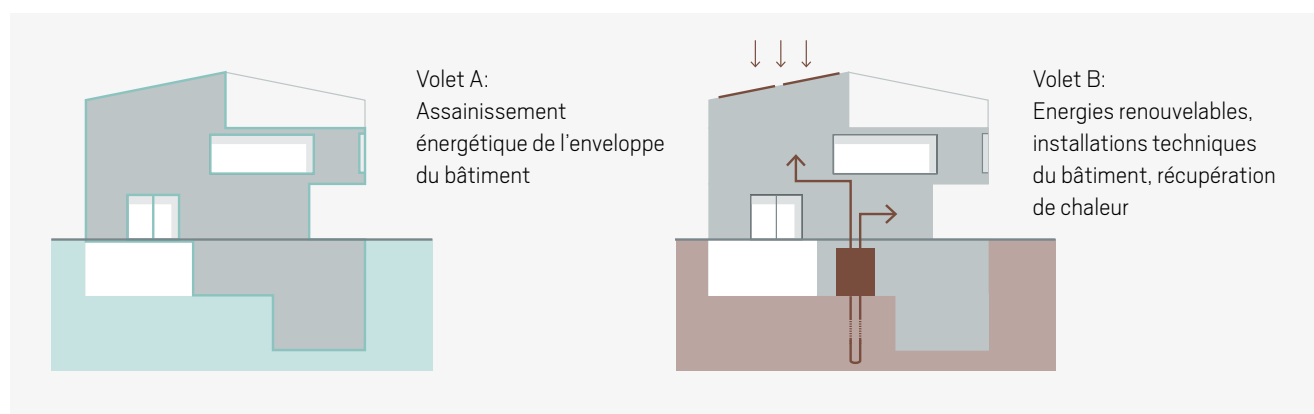 Volet A:
Assainissement
énergétique de l’enveloppe
du bâtiment
Volet B:
Energies renouvelables,
installations techniques
du bâtiment, récupération
de chaleur